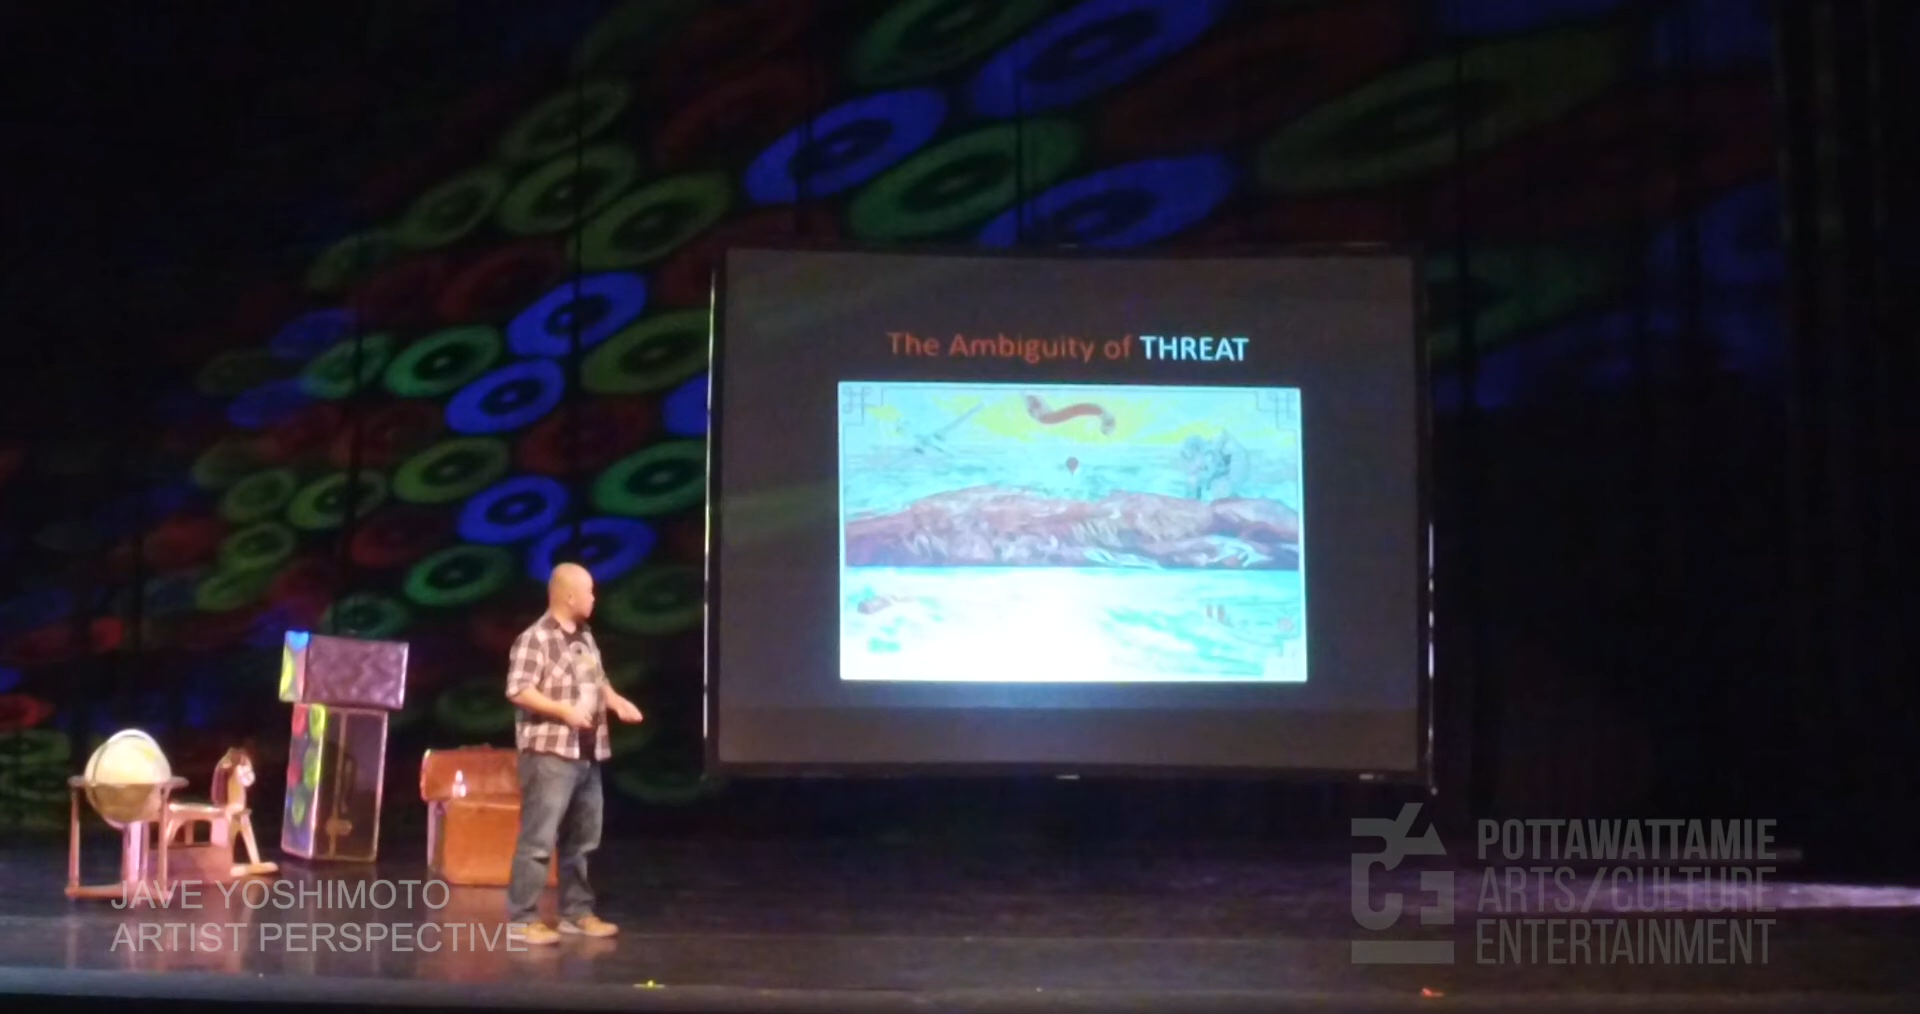 The Ambiguity of THREAT
JAVE YOSHIMOTO
ARTIST PERSPECTIVE
POTTAWATTAMIE
ARTS/CULTURE
ENTERTAINMENT